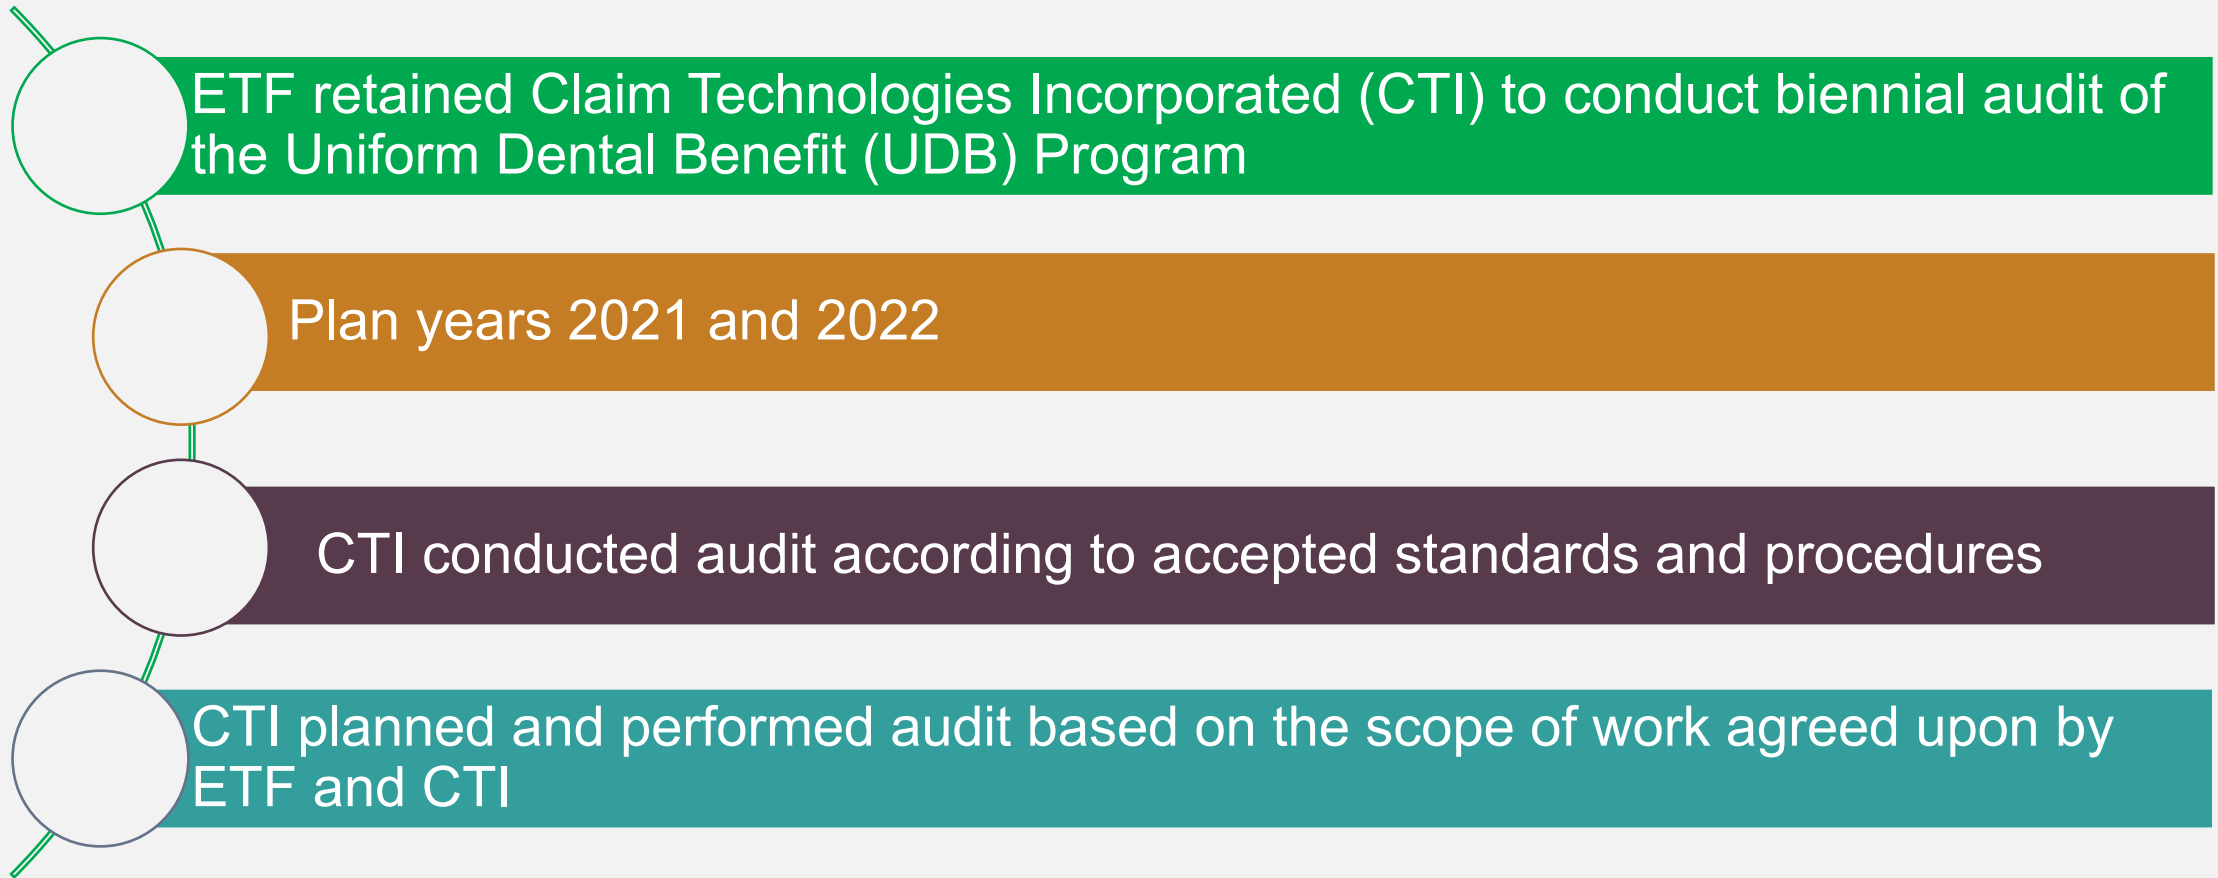 ETF retained Claim Technologies Incorporated (CTI) to conduct biennial audit of
the Uniform Dental Benefit (UDB) Program
Plan years 2021 and 2022
CTI conducted audit according to accepted standards and procedures
CTI planned and performed audit based on the scope of work agreed upon by
ETF and CTI